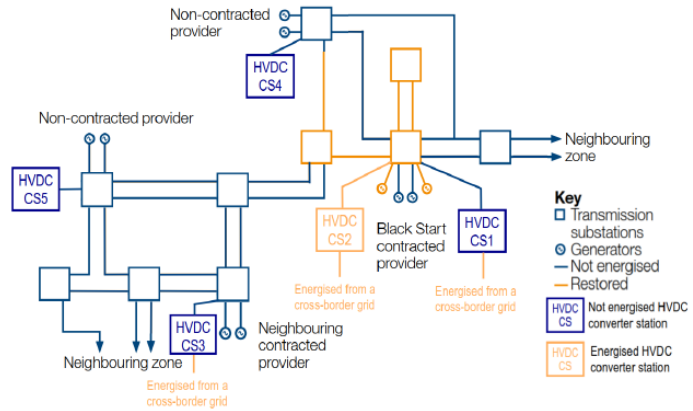 Non-contracted
provider
HVDC
CS4
Non-contracted provider
Neighbouring
zone
HVDC
CS5
HVDC
CS2
HVDC
CS1
Black Start
contracted
provider
Key
Transmission
substations
Generators
Not energised
Restored
HVDC
CS
Not energised HVDC
converter station
HVDC
CS
Energised HVDC
converter station
Energised from a
cross-border grid
Energised from a
cross-border grid
HVDC
CS3
Neighbouring
contracted
provider
Neighbouring zone
Energised from a
cross-border grid